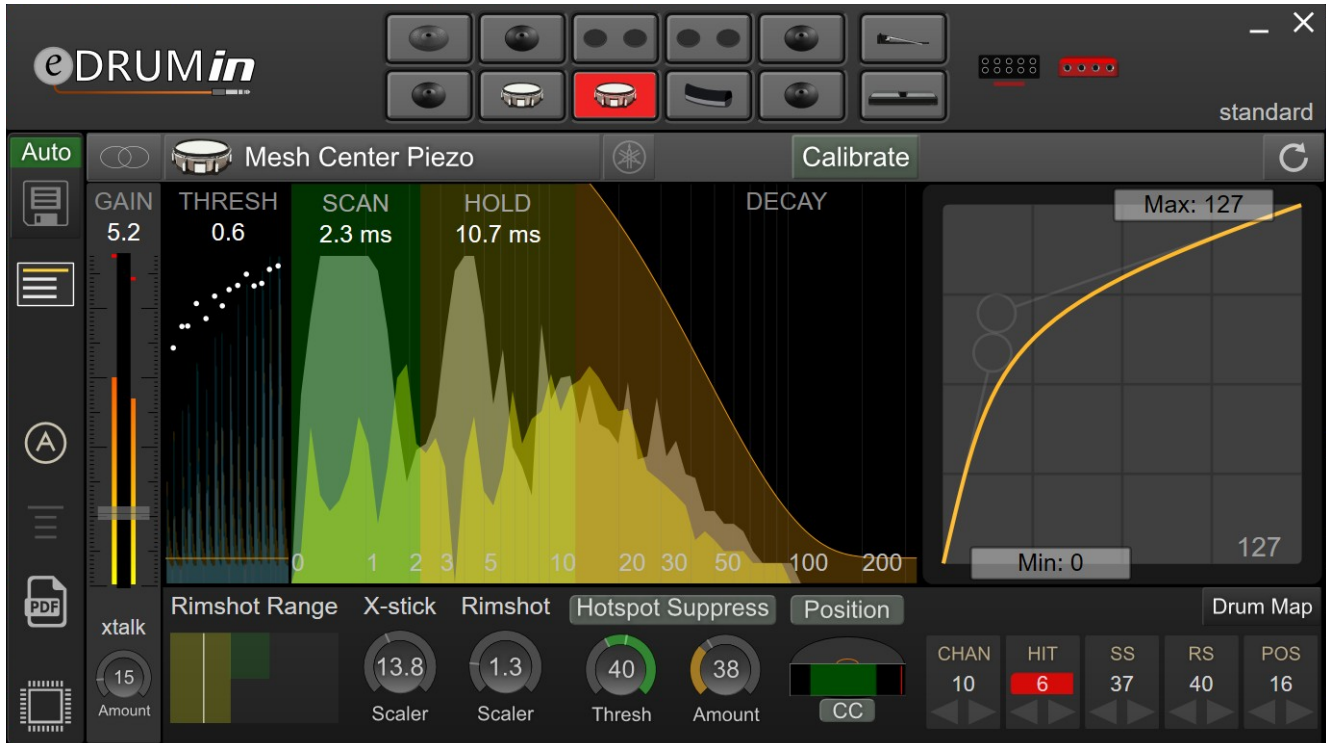 eDRUMin
standard
Auto
Mesh Center Piezo
Calibrate
GAIN
5.2
THRESH
0.6
SCAN
2.3 ms
HOLD
10.7 ms
DECAY
Max: 127
A
0 1 2 3 5 10 20 30 50 100 200
Min: 0
127
PDF
xtalk
15
Amount
Rimshot Range
X-stick
13.8
Scaler
Rimshot
1.3
Scaler
Hotspot Suppress
40
Thresh
38
Amount
Position
CC
Drum Map
CHAN HIT SS RS POS
10 6 37 40 16